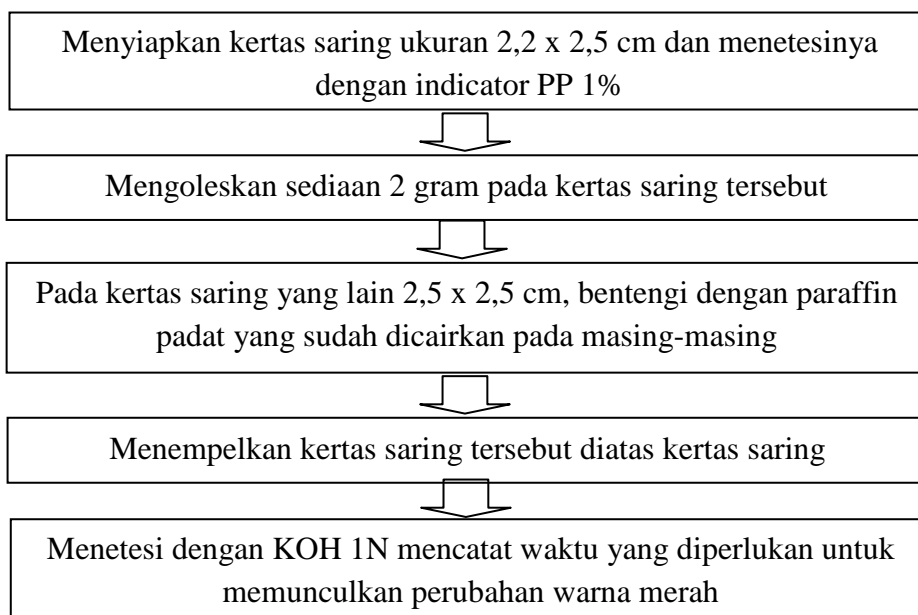 Menyiapkan kertas saring ukuran 2,2 x 2,5 cm dan menetesinya
dengan indicator PP 1%
Mengoleskan sediaan 2 gram pada kertas saring tersebut
Pada kertas saring yang lain 2,5 x 2,5 cm, bentengi dengan paraffin
padat yang sudah dicairkan pada masing-masing
Menempelkan kertas saring tersebut diatas kertas saring
Menetesi dengan KOH 1N mencatat waktu yang diperlukan untuk
memunculkan perubahan warna merah